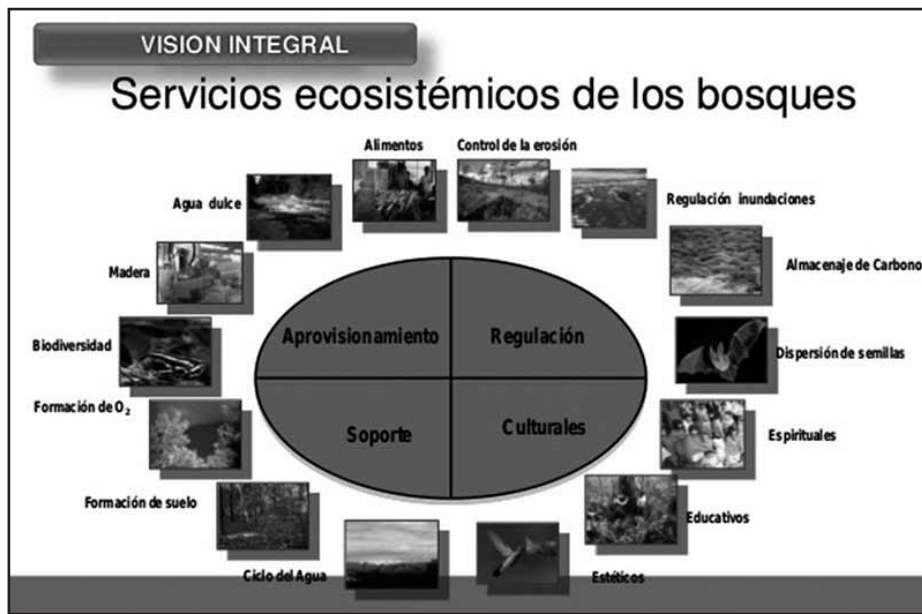 VISION INTEGRAL
Servicios ecosistémicos de los bosques
Alimentos
Control de la erosión
Agua dulce
Regulación inundaciones
Madera
Almacenaje de Carbono
Biodiversidad
Aprovisionamiento
Regulación
Dispersión de semillas
Formación de O₂
Soporte
Culturales
Espirituales
Formación de suelo
Educativos
Ciclo del Agua
Estéticos